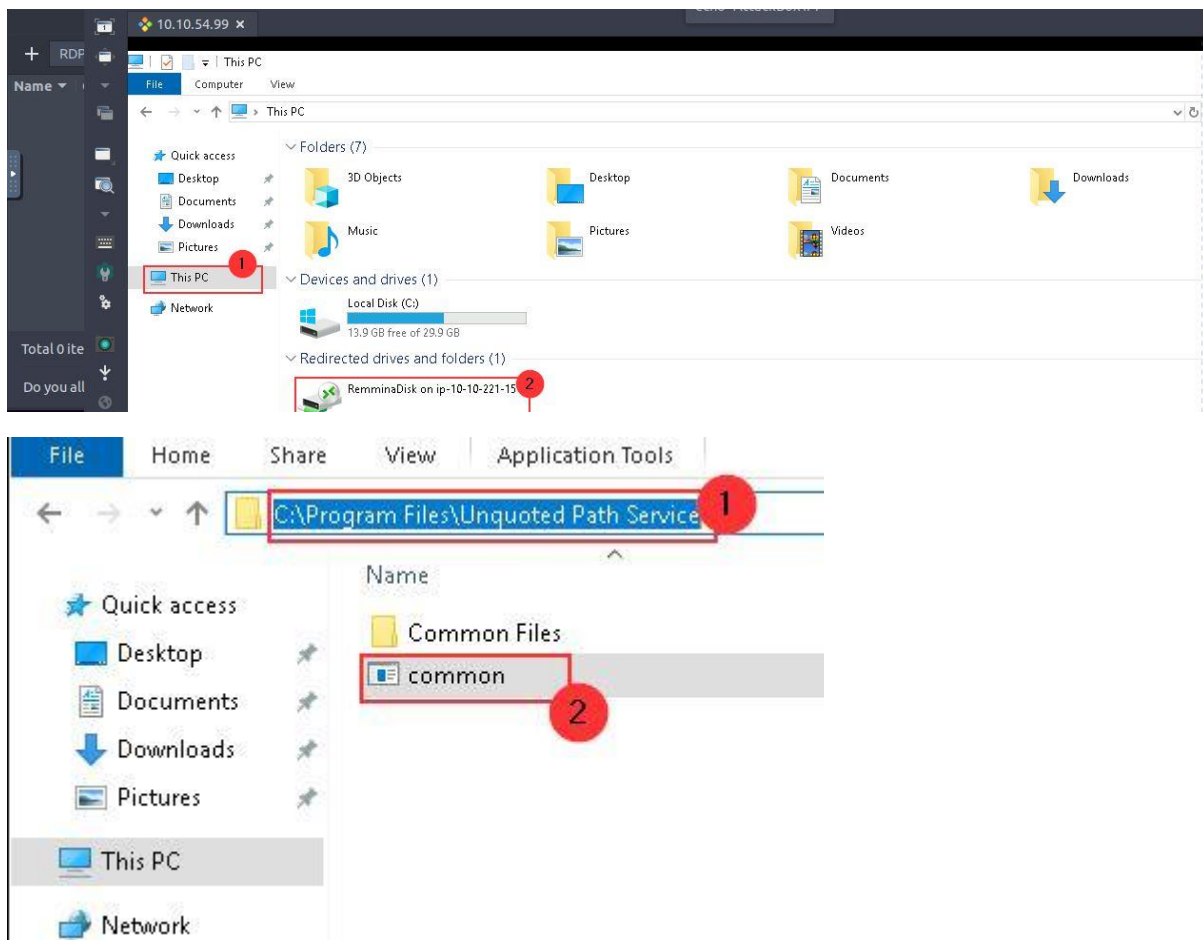 10.10.54.99 ×
+ RDP
This PC
File Computer View
This PC
Name
Folders (7)
Quick access
3D Objects
Desktop
Documents
Downloads
Desktop
Documents
Downloads
Music
Pictures
Videos
Pictures
1
This PC
Devices and drives (1)
Network
Local Disk (C:)
13.9 GB free of 29.9 GB
Total 0 ite
Redirected drives and folders (1)
Do you all
RemminaDisk on ip-10-10-221-15
2
File Home Share View Application Tools
C:\Program Files\Unquoted Path Service
1
Name
Quick access
Common Files
Desktop
common
2
Documents
Downloads
Pictures
This PC
Network